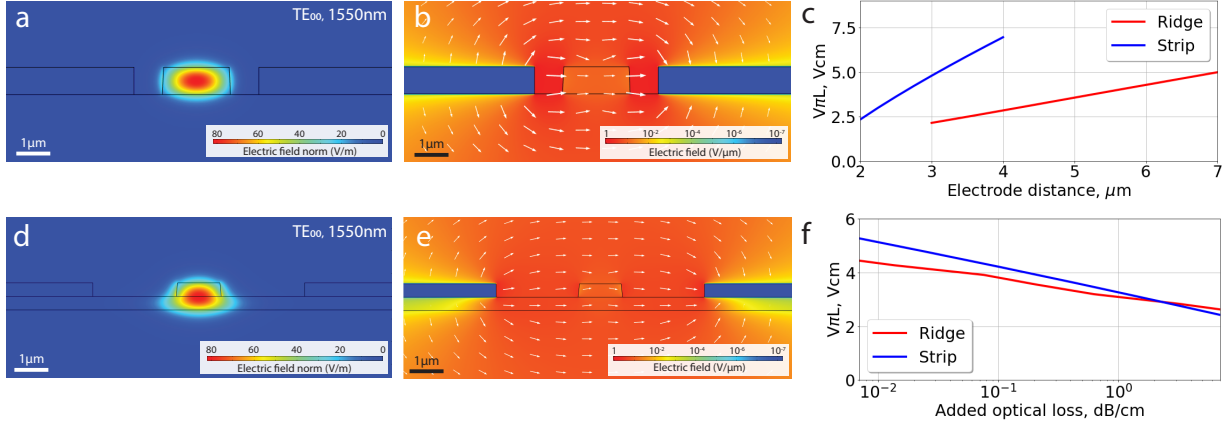 a
TE₀₀, 1550nm
80 60 40 20 0
Electric field norm (V/m)
1µm
b
1 10⁻² 10⁻⁴ 10⁻⁶ 10⁻⁷
Electric field (V/µm)
1µm
c
VπL, Vcm
7.5
5.0
2.5
0.0
2 3 4 5 6 7
Electrode distance, µm
Ridge
Strip
d
TE₀₀, 1550nm
80 60 40 20 0
Electric field norm (V/m)
1µm
e
1 10⁻² 10⁻⁴ 10⁻⁶ 10⁻⁷
Electric field (V/µm)
1µm
f
VπL, Vcm
6
4
2
0
10⁻² 10⁻¹ 10⁰
Added optical loss, dB/cm
Ridge
Strip